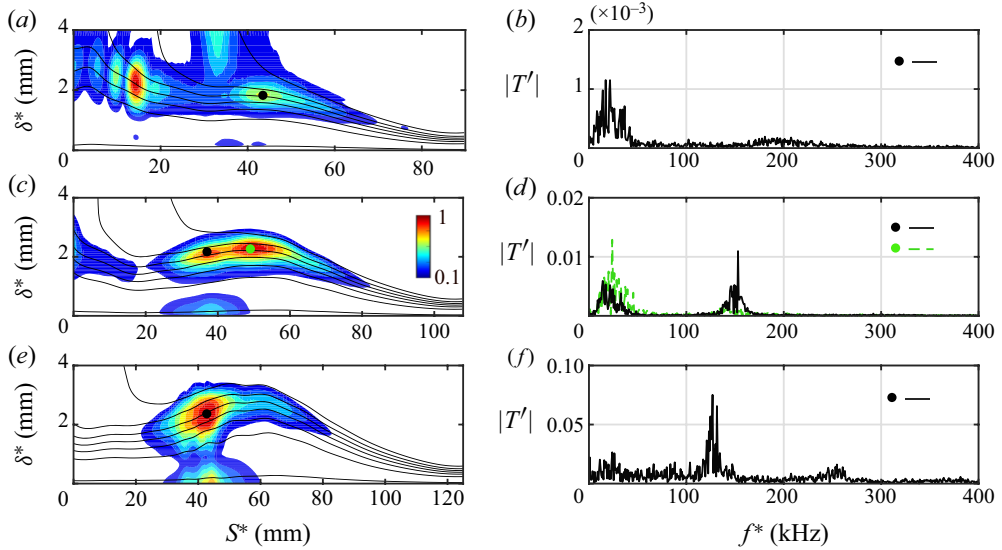 (a)
4
2
0
δ* (mm)
0 20 40 60 80
(b)
(×10⁻³)
2
1
0
|T′|
0 100 200 300 400
(c)
4
2
0
δ* (mm)
1
0.1
0 20 40 60 80 100
(d)
0.02
0.01
0
|T′|
0 100 200 300 400
(e)
4
2
0
δ* (mm)
0 20 40 60 80 100 120
S* (mm)
(f)
0.10
0.05
0
|T′|
0 100 200 300 400
f* (kHz)